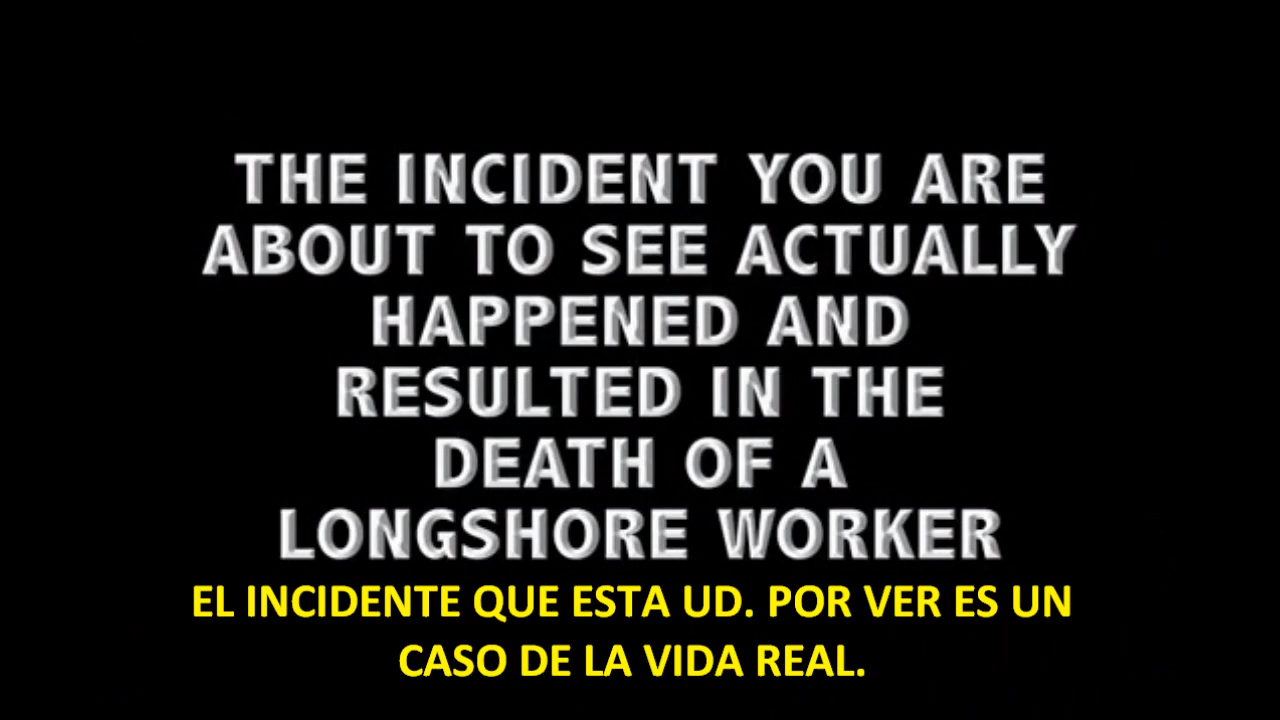 THE INCIDENT YOU ARE
ABOUT TO SEE ACTUALLY
HAPPENED AND
RESULTED IN THE
DEATH OF A
LONGSHORE WORKER
EL INCIDENTE QUE ESTA UD. POR VER ES UN
CASO DE LA VIDA REAL.